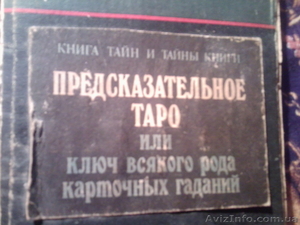 КНИГА ТАЙН И ТАЙНЫ КНИГИ
ПРЕДСКАЗАТЕЛЬНОЕ
ТАРО
ИЛИ
КЛЮЧ ВСЯКОГО РОДА
КАРТОЧНЫХ ГАДАНИЙ
AvizInfo.com.ua